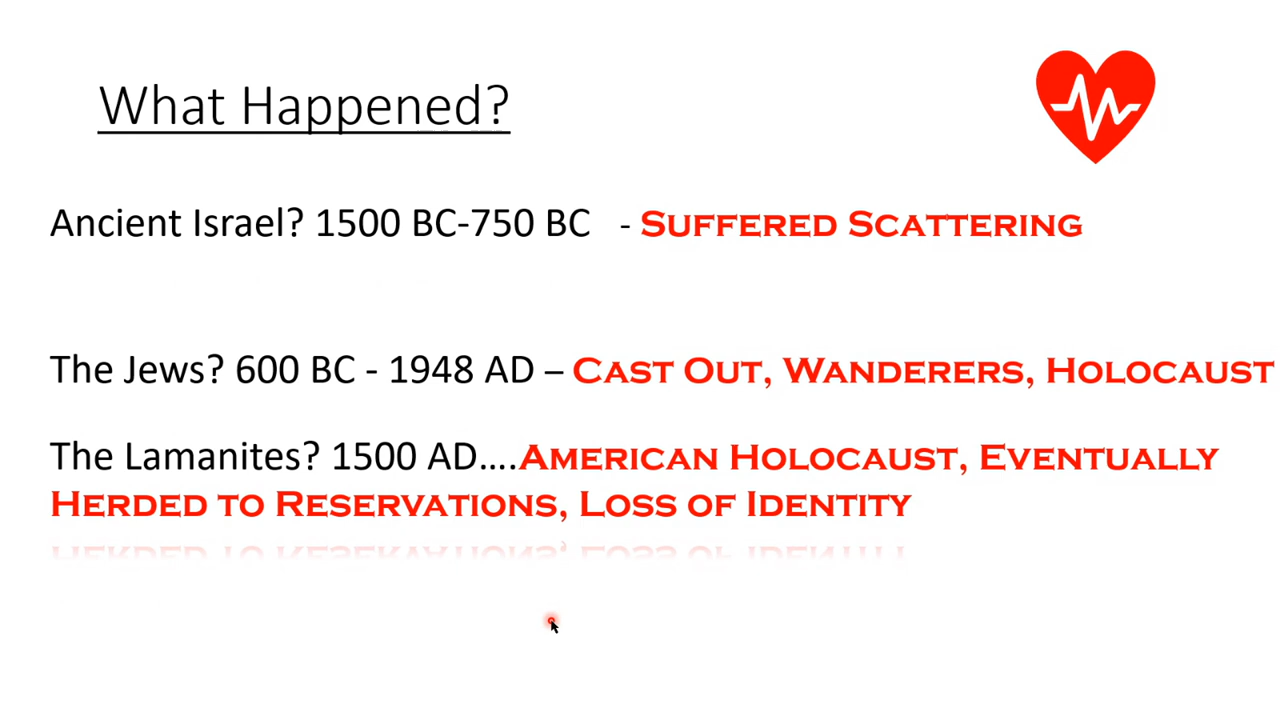 What Happened?
Ancient Israel? 1500 BC-750 BC - Suffered Scattering
The Jews? 600 BC - 1948 AD – Cast Out, Wanderers, Holocaust
The Lamanites? 1500 AD....American Holocaust, Eventually
Herded to Reservations, Loss of Identity